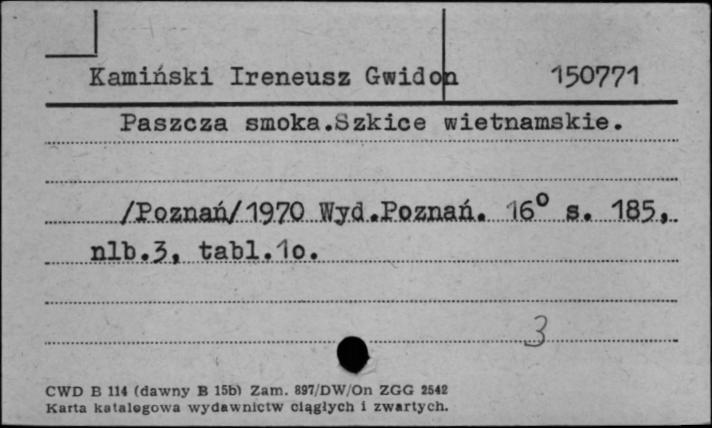 Kamiński Ireneusz Gwidon 150771
Paszcza smoka.Szkice wietnamskie.
/Poznań/1970 Wyd.Poznań. 16° s. 185,
nlb.3, tabl.1o.
3
CWD B 114 (dawny B 15b) Zam. 897/DW/On ZGG 2542
Karta katalogowa wydawnictw ciągłych i zwartych.